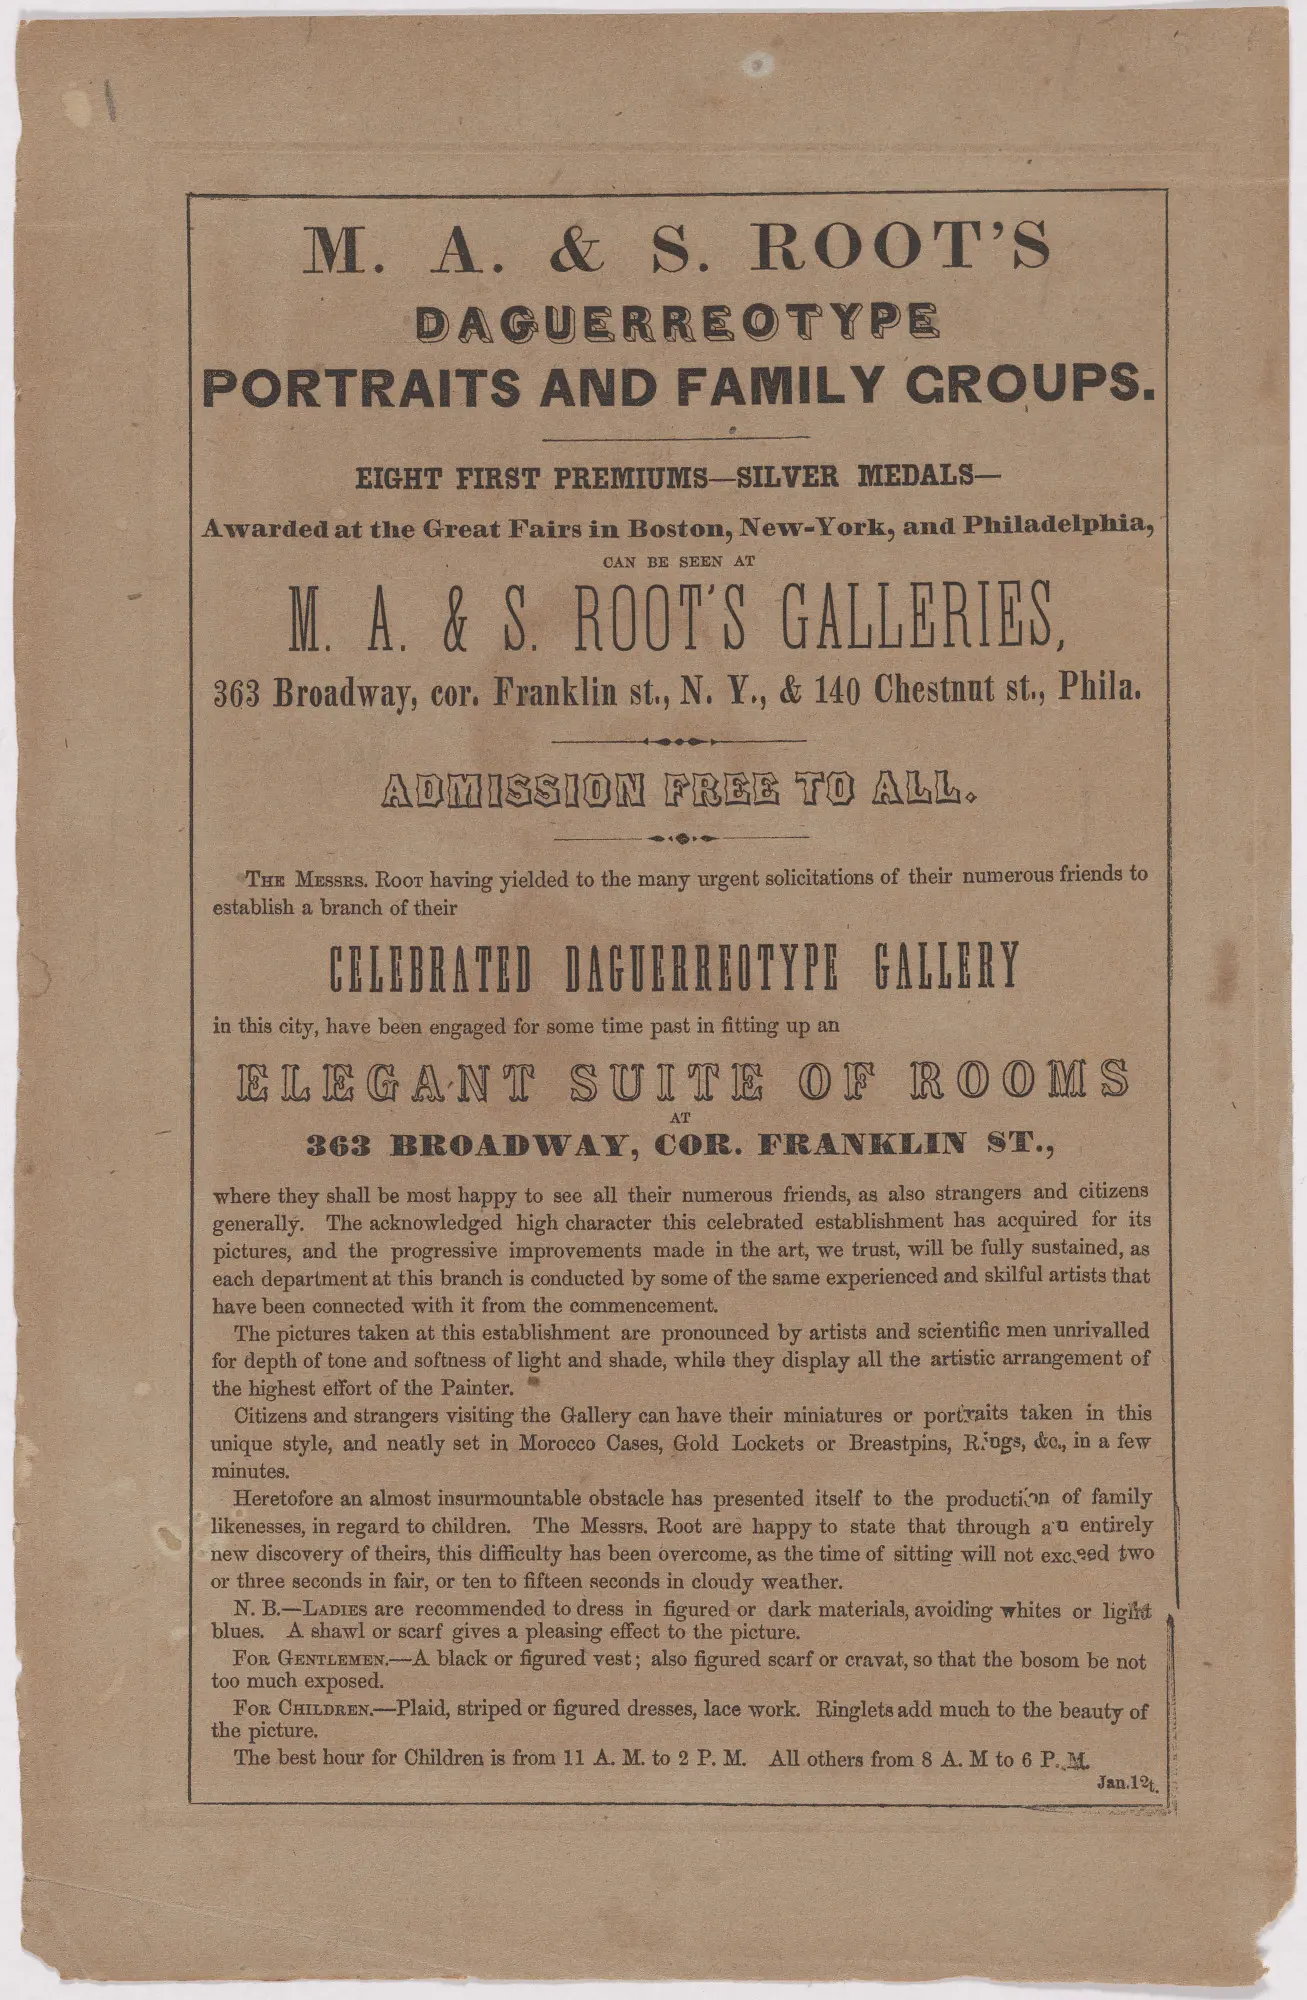 M. A. & S. ROOT'S
DAGUERREOTYPE
PORTRAITS AND FAMILY GROUPS.
EIGHT FIRST PREMIUMS—SILVER MEDALS—
Awarded at the Great Fairs in Boston, New-York, and Philadelphia,
CAN BE SEEN AT
M. A. & S. ROOT'S GALLERIES,
363 Broadway, cor. Franklin st., N. Y., & 140 Chestnut st., Phila.
ADMISSION FREE TO ALL.
THE MESSRS. ROOT having yielded to the many urgent solicitations of their numerous friends to
establish a branch of their
CELEBRATED DAGUERREOTYPE GALLERY
in this city, have been engaged for some time past in fitting up an
ELEGANT SUITE OF ROOMS
AT
363 BROADWAY, COR. FRANKLIN ST.,
where they shall be most happy to see all their numerous friends, as also strangers and citizens
generally. The acknowledged high character this celebrated establishment has acquired for its
pictures, and the progressive improvements made in the art, we trust, will be fully sustained, as
each department at this branch is conducted by some of the same experienced and skilful artists that
have been connected with it from the commencement.
The pictures taken at this establishment are pronounced by artists and scientific men unrivalled
for depth of tone and softness of light and shade, while they display all the artistic arrangement of
the highest effort of the Painter.
Citizens and strangers visiting the Gallery can have their miniatures or portraits taken in this
unique style, and neatly set in Morocco Cases, Gold Lockets or Breastpins, Rings, &c., in a few
minutes.
Heretofore an almost insurmountable obstacle has presented itself to the production of family
likenesses, in regard to children. The Messrs. Root are happy to state that through an entirely
new discovery of theirs, this difficulty has been overcome, as the time of sitting will not exceed two
or three seconds in fair, or ten to fifteen seconds in cloudy weather.
N. B.—LADIES are recommended to dress in figured or dark materials, avoiding whites or light
blues. A shawl or scarf gives a pleasing effect to the picture.
FOR GENTLEMEN.—A black or figured vest; also figured scarf or cravat, so that the bosom be not
too much exposed.
FOR CHILDREN.—Plaid, striped or figured dresses, lace work. Ringlets add much to the beauty of
the picture.
The best hour for Children is from 11 A. M. to 2 P. M. All others from 8 A. M to 6 P. M.
Jan.12t.